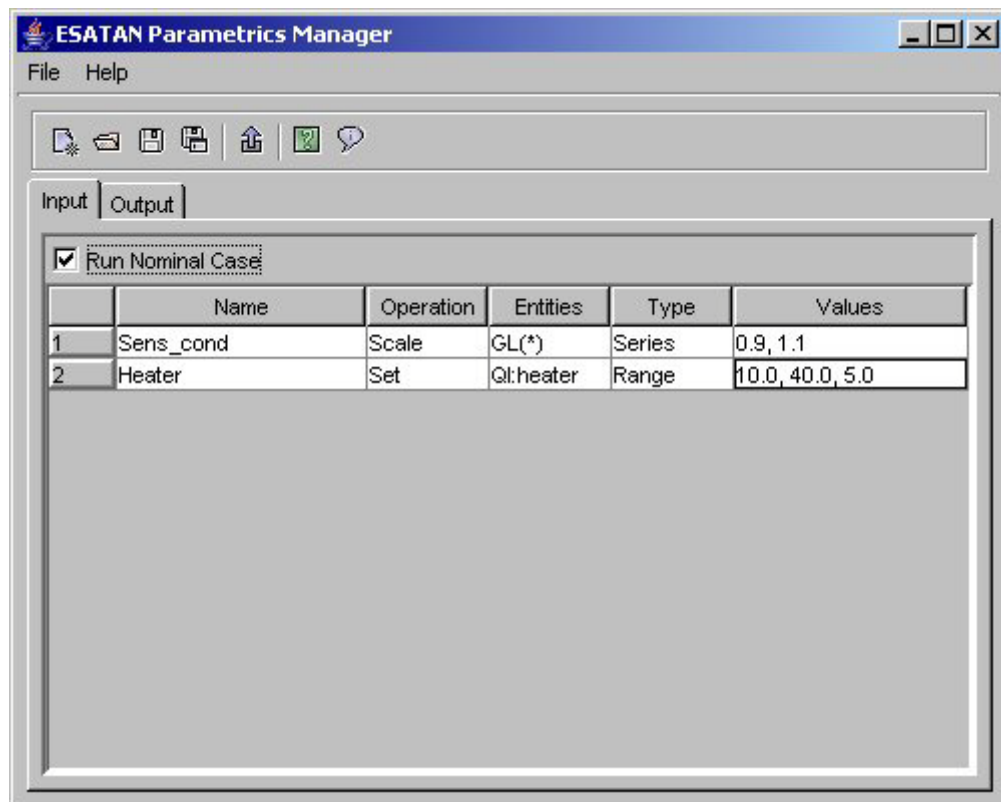 ESATAN Parametrics Manager
File Help
Input Output
Run Nominal Case
Name Operation Entities Type Values
1 Sens_cond Scale GL(*) Series 0.9, 1.1
2 Heater Set QI:heater Range 10.0, 40.0, 5.0